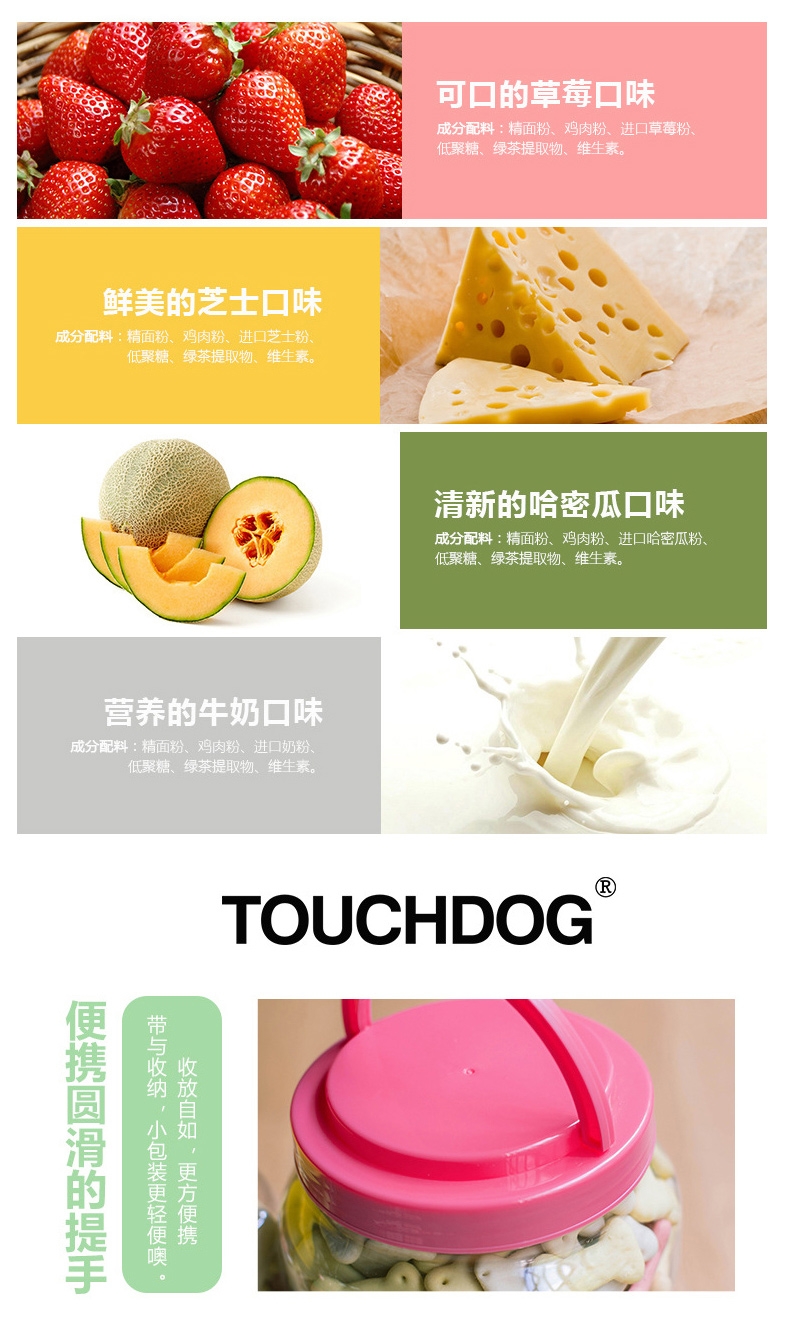 可口的草莓口味
成分配料：精面粉、鸡肉粉、进口草莓粉、
低聚糖、绿茶提取物、维生素。
鲜美的芝士口味
成分配料：精面粉、鸡肉粉、进口芝士粉、
低聚糖、绿茶提取物、维生素。
清新的哈密瓜口味
成分配料：精面粉、鸡肉粉、进口哈密瓜粉、
低聚糖、绿茶提取物、维生素。
营养的牛奶口味
成分配料：精面粉、鸡肉粉、进口奶粉、
低聚糖、绿茶提取物、维生素。
TOUCHDOG®
便携圆滑的提手
收放自如，更方便携
带与收纳，小包装更轻便噢。